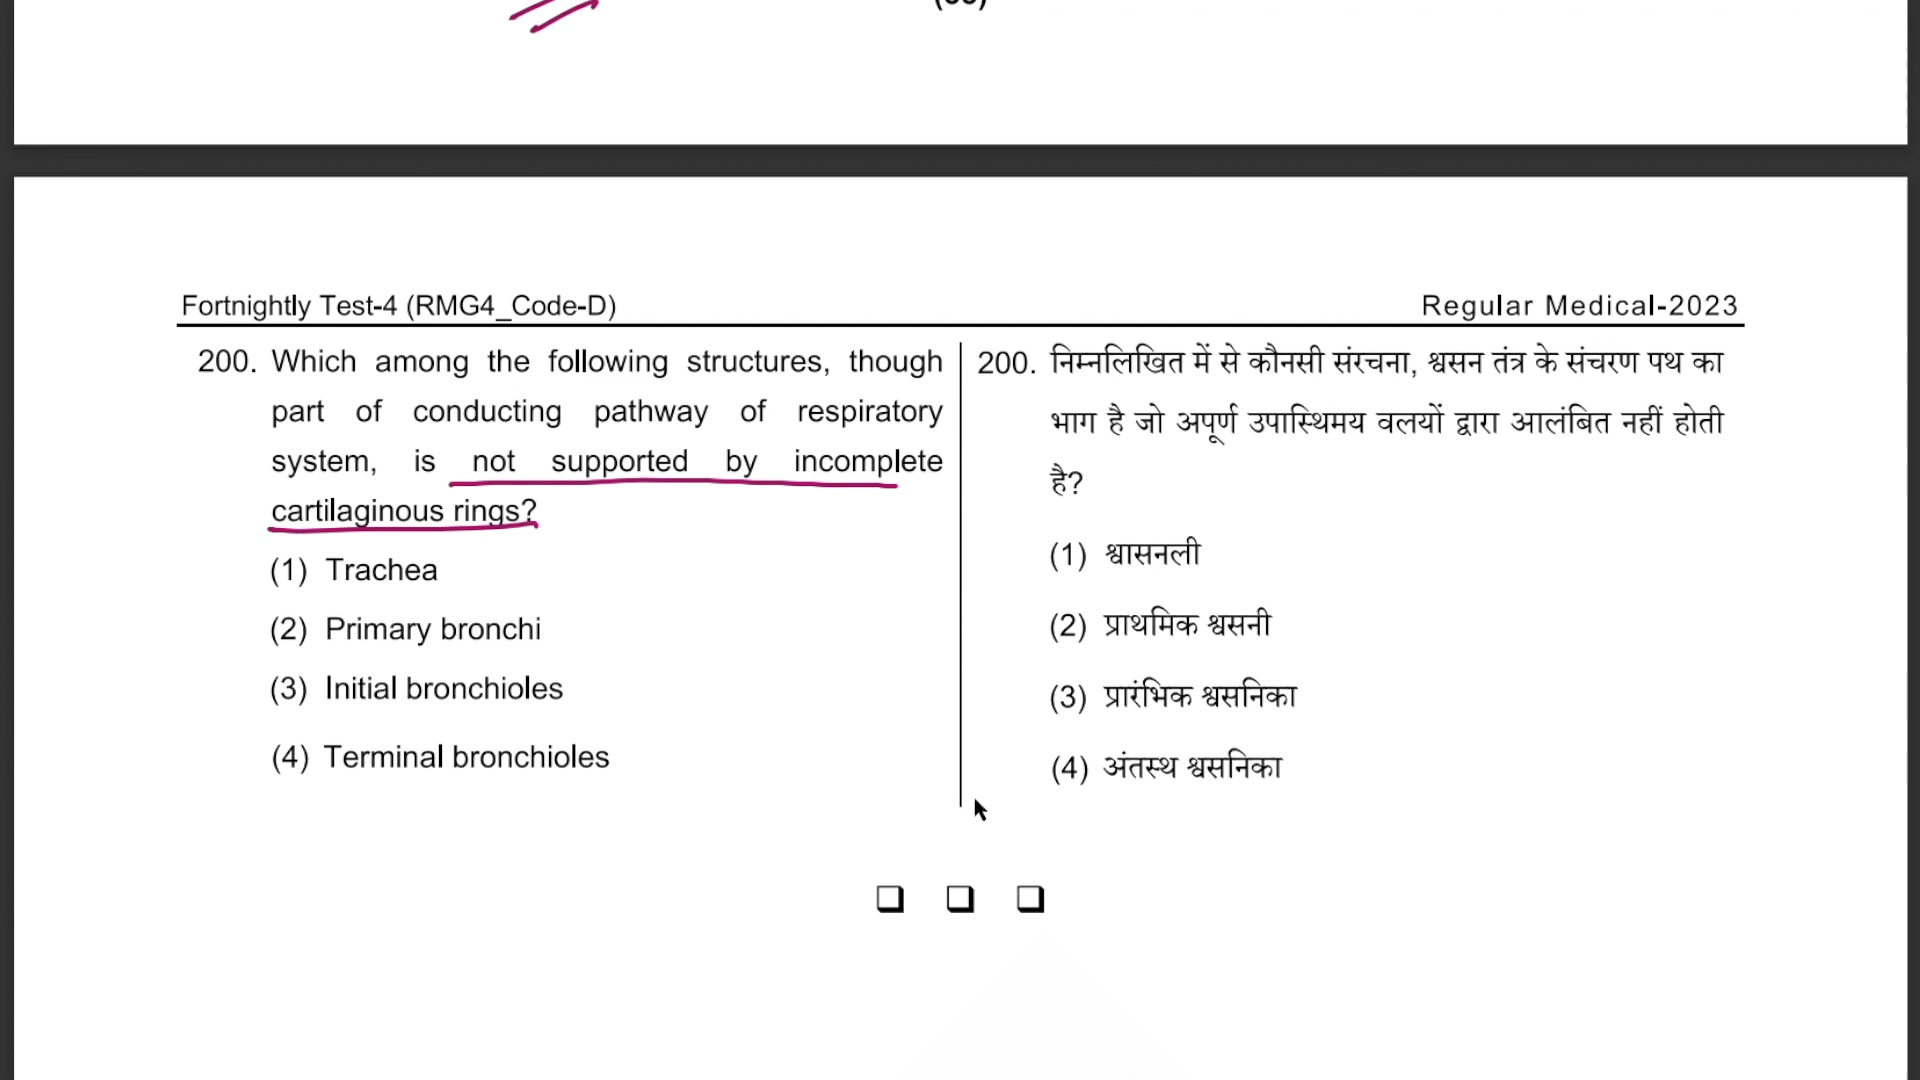 Fortnightly Test-4 (RMG4_Code-D)
Regular Medical-2023
200. Which among the following structures, though
part of conducting pathway of respiratory
system, is not supported by incomplete
cartilaginous rings?
(1) Trachea
(2) Primary bronchi
(3) Initial bronchioles
(4) Terminal bronchioles
200. निम्नलिखित में से कौनसी संरचना, श्वसन तंत्र के संचरण पथ का
भाग है जो अपूर्ण उपास्थिमय वलयों द्वारा आलंबित नहीं होती
है?
(1) श्वासनली
(2) प्राथमिक श्वसनी
(3) प्रारंभिक श्वसनिका
(4) अंतस्थ श्वसनिका